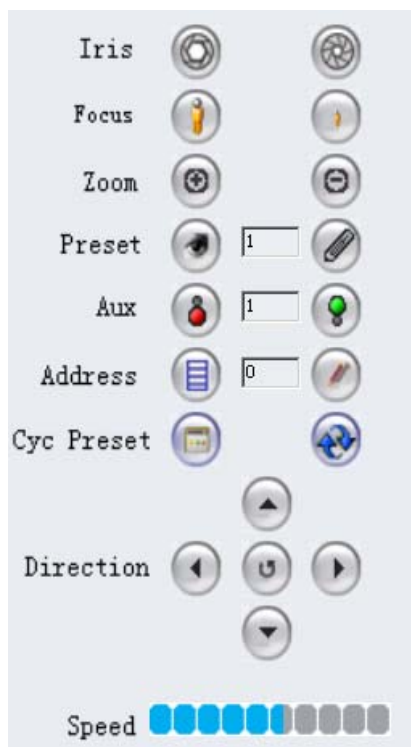 Iris
Focus
Zoom
Preset 1
Aux 1
Address 0
Cyc Preset
Direction
Speed